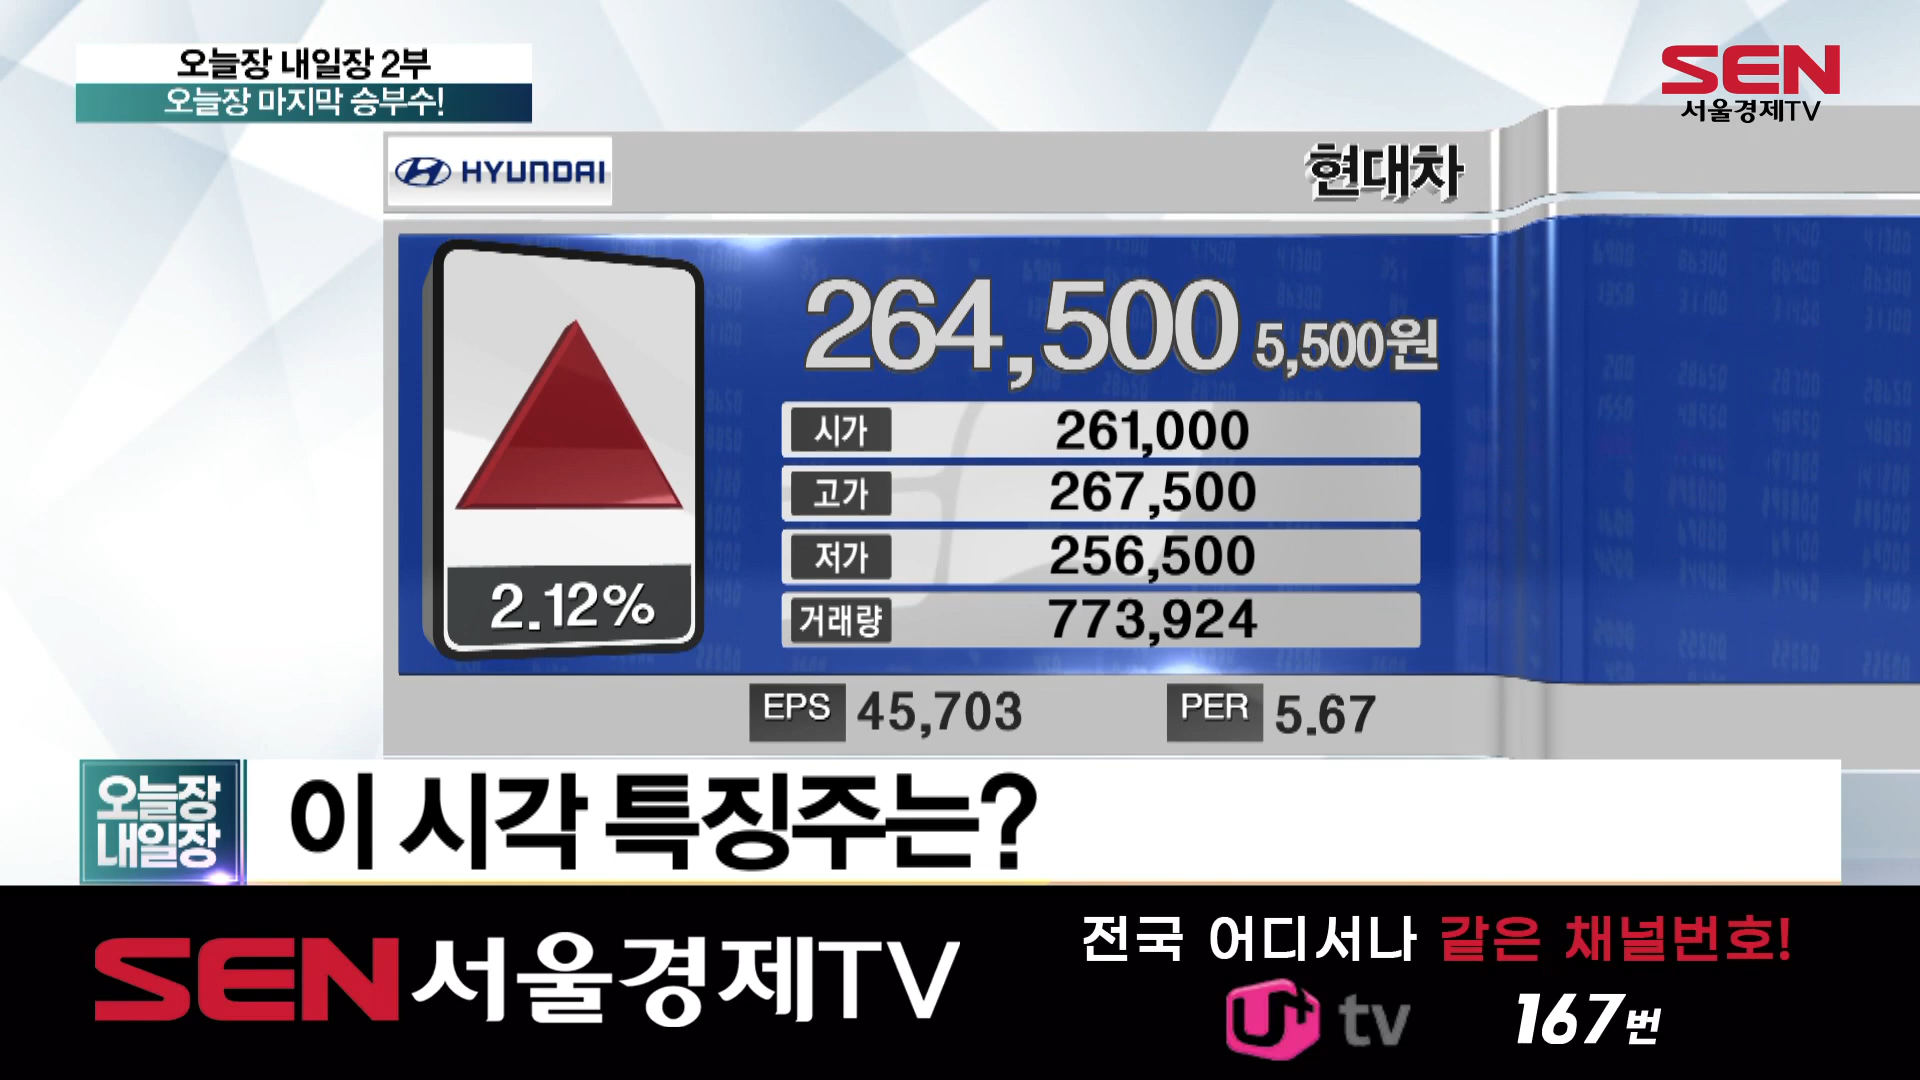 오늘장 내일장 2부
오늘장 마지막 승부수!
SEN
서울경제TV
HYUNDAI
현대차
264,500 5,500원
시가 261,000
고가 267,500
저가 256,500
거래량 773,924
2.12%
EPS 45,703 PER 5.67
오늘장
내일장
이 시각 특징주는?
SEN 서울경제TV
전국 어디서나 같은 채널번호!
U+ tv 167번